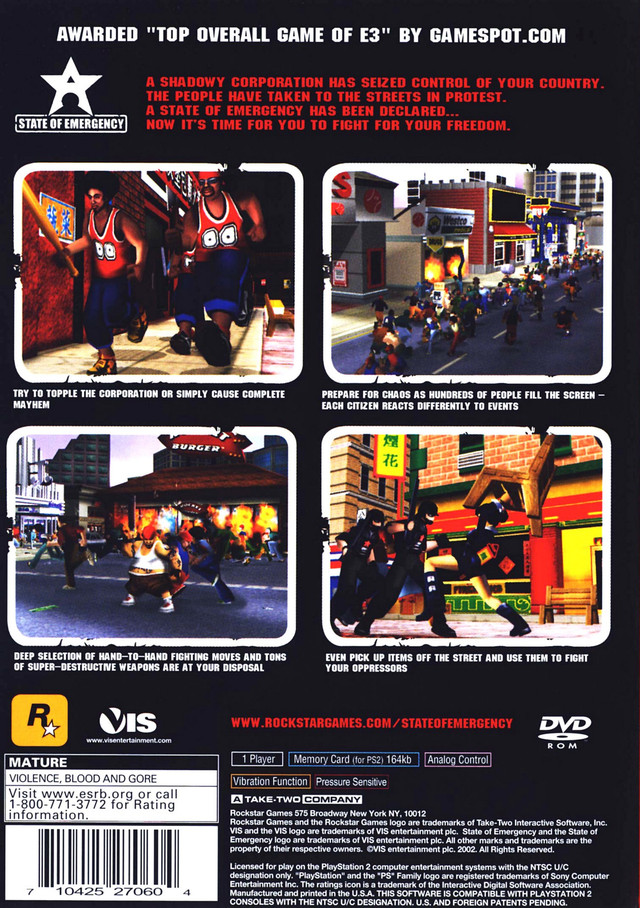 AWARDED "TOP OVERALL GAME OF E3" BY GAMESPOT.COM
STATE OF EMERGENCY
A SHADOWY CORPORATION HAS SEIZED CONTROL OF YOUR COUNTRY.
THE PEOPLE HAVE TAKEN TO THE STREETS IN PROTEST.
A STATE OF EMERGENCY HAS BEEN DECLARED...
NOW IT'S TIME FOR YOU TO FIGHT FOR YOUR FREEDOM.
00
00
S
TRY TO TOPPLE THE CORPORATION OR SIMPLY CAUSE COMPLETE
MAYHEM
PREPARE FOR CHAOS AS HUNDREDS OF PEOPLE FILL THE SCREEN –
EACH CITIZEN REACTS DIFFERENTLY TO EVENTS
BURGER
煙花
DEEP SELECTION OF HAND–TO–HAND FIGHTING MOVES AND TONS
OF SUPER–DESTRUCTIVE WEAPONS ARE AT YOUR DISPOSAL
EVEN PICK UP ITEMS OFF THE STREET AND USE THEM TO FIGHT
YOUR OPPRESSORS
R
VIS
www.visentertainment.com
WWW.ROCKSTARGAMES.COM/STATEOFEMERGENCY
DVD
ROM
MATURE
VIOLENCE, BLOOD AND GORE
Visit www.esrb.org or call
1-800-771-3772 for Rating
information.
1 Player
Memory Card (for PS2) 164kb
Analog Control
Vibration Function
Pressure Sensitive
A TAKE-TWO COMPANY
Rockstar Games 575 Broadway New York NY, 10012
Rockstar Games and the Rockstar Games logo are trademarks of Take-Two Interactive Software, Inc.
VIS and the VIS logo are trademarks of VIS entertainment plc. State of Emergency and the State of
Emergency logo are trademarks of VIS entertainment plc. All other marks and trademarks are the
property of their respective owners. ©VIS entertainment plc. 2002. All Rights Reserved.
Licensed for play on the PlayStation 2 computer entertainment systems with the NTSC U/C
designation only. "PlayStation" and the "PS" Family logo are registered trademarks of Sony Computer
Entertainment Inc. The ratings icon is a trademark of the Interactive Digital Software Association.
Manufactured and printed in the U.S.A. THIS SOFTWARE IS COMPATIBLE WITH PLAYSTATION 2
CONSOLES WITH THE NTSC U/C DESIGNATION. U.S. AND FOREIGN PATENTS PENDING.
7 10425 27060 4